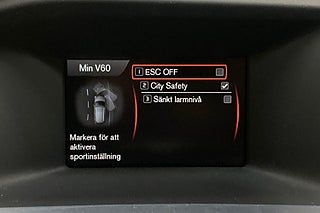 Min V60
1 ESC OFF
2 City Safety
3 Sänkt larmnivå
Markera för att
aktivera
sportinställning